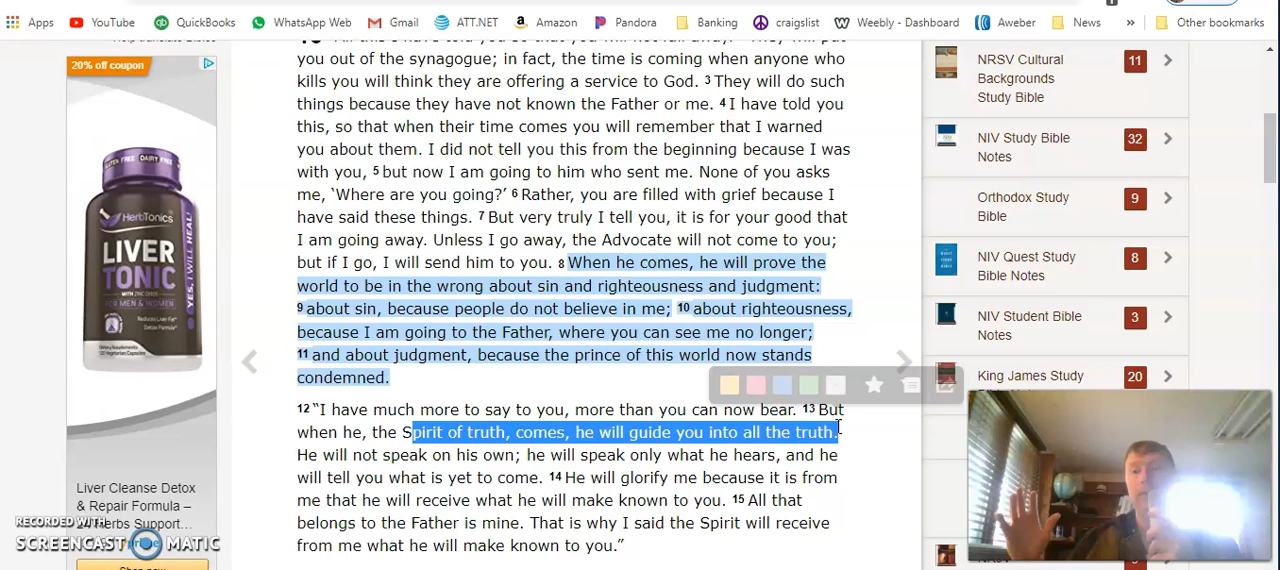 Apps YouTube QuickBooks WhatsApp Web Gmail ATT.NET Amazon Pandora Banking craigslist Weebly - Dashboard Aweber News » Other bookmarks
20% off coupon
GLUTEN FREE DAIRY FREE
HerbTonics
LIVER
TONIC
FOR MEN & WOMEN
YES, I WILL HEAL!
Liver Cleanse Detox
& Repair Formula –
Herbs Support...
you out of the synagogue; in fact, the time is coming when anyone who
kills you will think they are offering a service to God. 3 They will do such
things because they have not known the Father or me. 4 I have told you
this, so that when their time comes you will remember that I warned
you about them. I did not tell you this from the beginning because I was
with you, 5 but now I am going to him who sent me. None of you asks
me, ‘Where are you going?’ 6 Rather, you are filled with grief because I
have said these things. 7 But very truly I tell you, it is for your good that
I am going away. Unless I go away, the Advocate will not come to you;
but if I go, I will send him to you. 8 When he comes, he will prove the
world to be in the wrong about sin and righteousness and judgment:
9 about sin, because people do not believe in me; 10 about righteousness,
because I am going to the Father, where you can see me no longer;
11 and about judgment, because the prince of this world now stands
condemned.
12 “I have much more to say to you, more than you can now bear. 13 But
when he, the Spirit of truth, comes, he will guide you into all the truth.
He will not speak on his own; he will speak only what he hears, and he
will tell you what is yet to come. 14 He will glorify me because it is from
me that he will receive what he will make known to you. 15 All that
belongs to the Father is mine. That is why I said the Spirit will receive
from me what he will make known to you.”
NRSV Cultural 11
Backgrounds
Study Bible
NIV Study Bible 32
Notes
Orthodox Study 9
Bible
NIV Quest Study 8
Bible Notes
NIV Student Bible 3
Notes
King James Study 20
RECORDED WITH
SCREENCAST MATIC